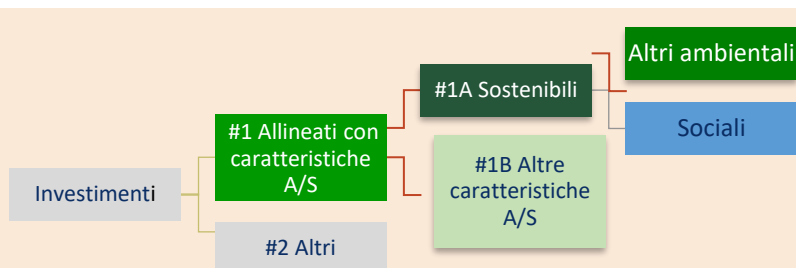 Investimenti
#1 Allineati con
caratteristiche
A/S
#2 Altri
#1A Sostenibili
#1B Altre
caratteristiche
A/S
Altri ambientali
Sociali